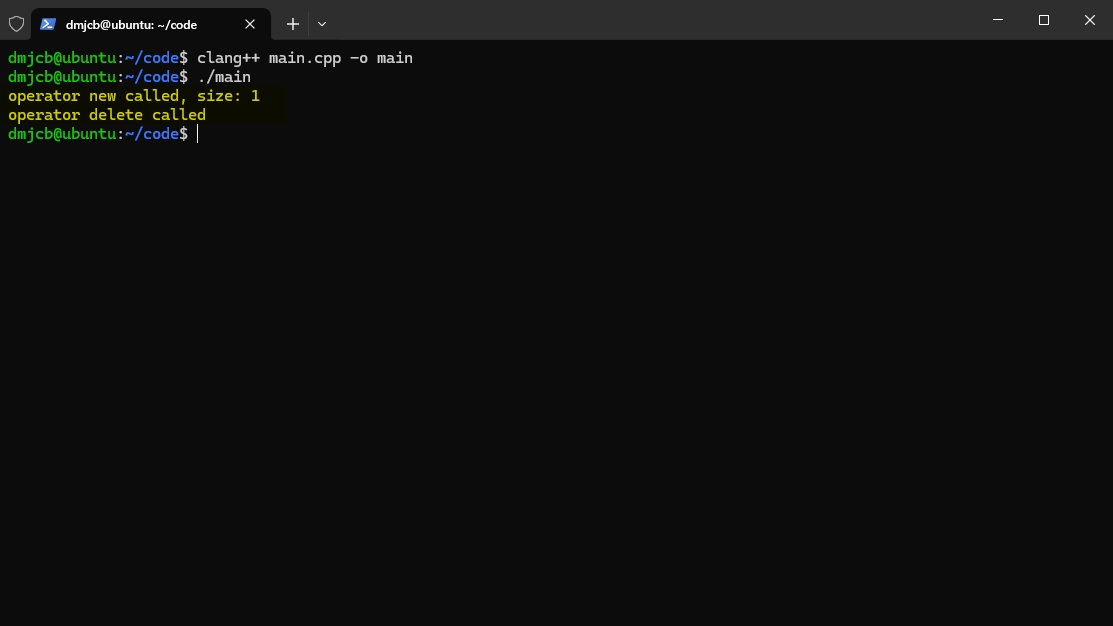 dmjcb@ubuntu: ~/code
dmjcb@ubuntu:~/code$ clang++ main.cpp -o main
dmjcb@ubuntu:~/code$ ./main
operator new called, size: 1
operator delete called
dmjcb@ubuntu:~/code$